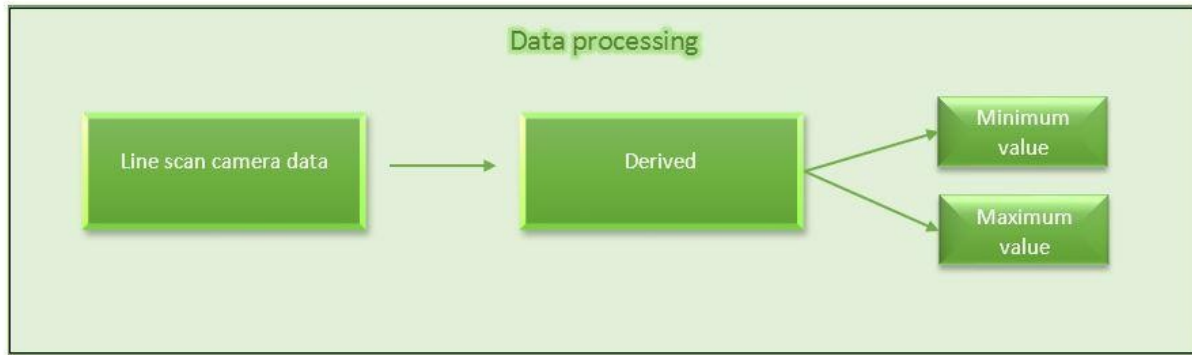 Data processing
Line scan camera data
Derived
Minimum
value
Maximum
value